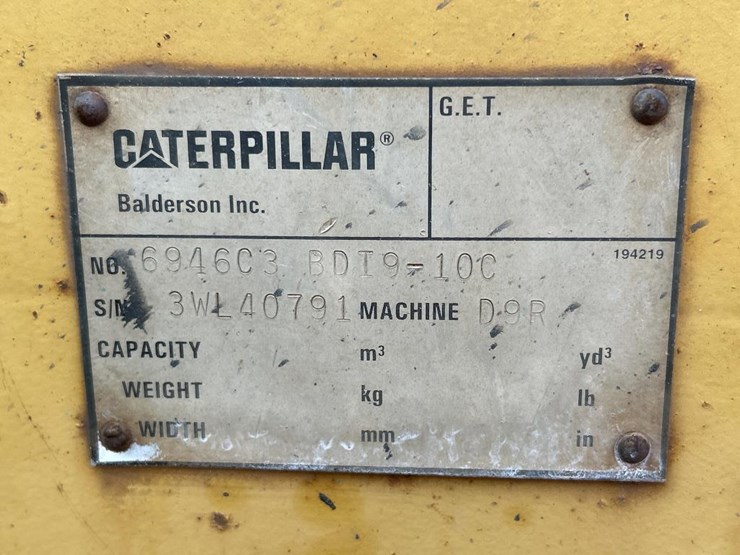 CATERPILLAR®
Balderson Inc.
G.E.T.
194219
NO. 6946C3 BDI9-10C
S/N 3WL40791 MACHINE D9R
CAPACITY m³ yd³
WEIGHT kg lb
WIDTH mm in